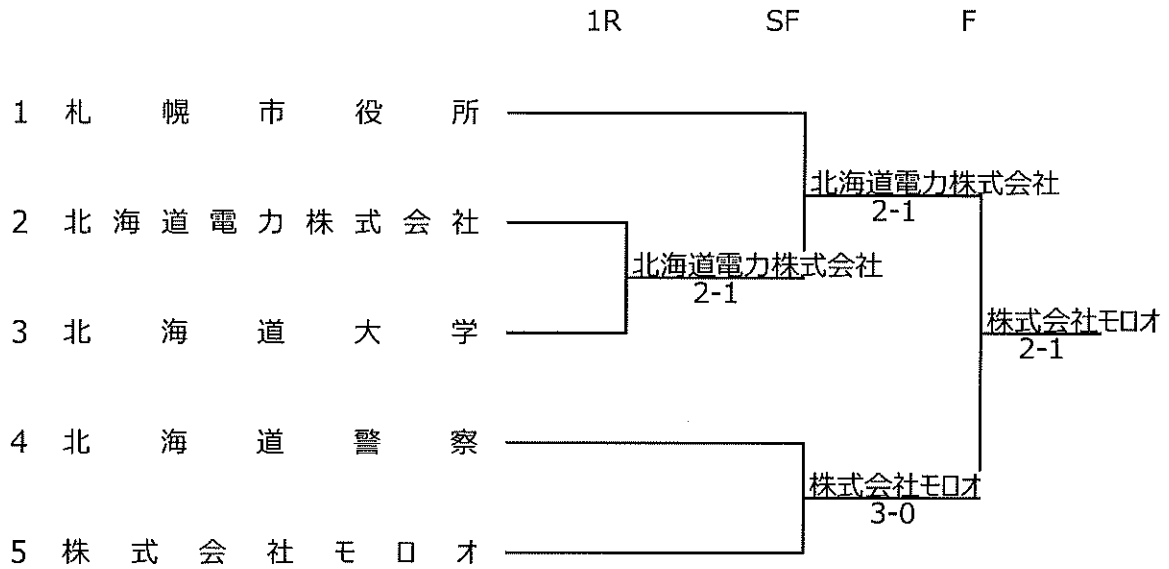 1R SF F
1 札幌市役所
北海道電力株式会社
2-1
2 北海道電力株式会社
北海道電力株式会社
2-1
3 北海道大学
株式会社モロオ
2-1
4 北海道警察
株式会社モロオ
3-0
5 株式会社モロオ